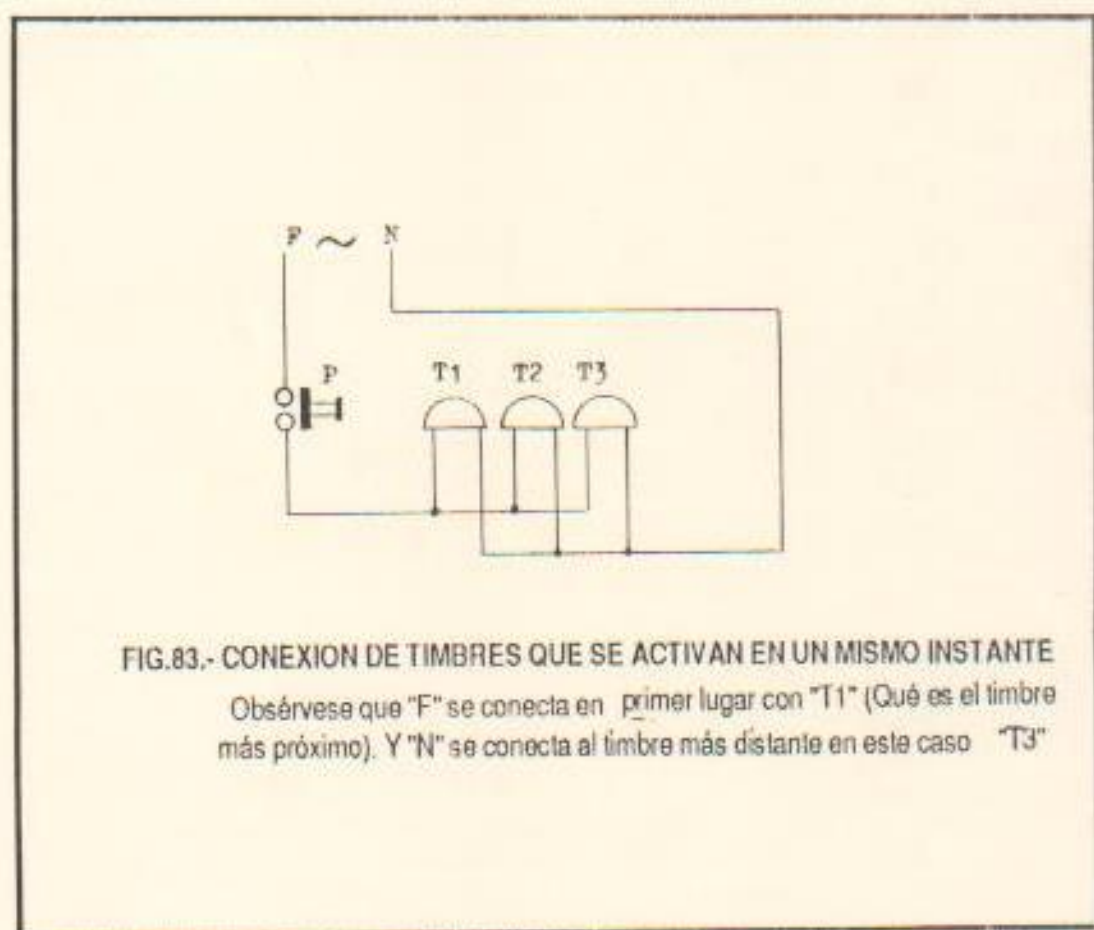 F ~ N
P T1 T2 T3
FIG.83.- CONEXION DE TIMBRES QUE SE ACTIVAN EN UN MISMO INSTANTE
Obsérvese que "F" se conecta en primer lugar con "T1" (Qué es el timbre
más próximo). Y "N" se conecta al timbre más distante en este caso "T3"